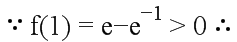 ∵ f(1) = e−e⁻¹ > 0 ∴